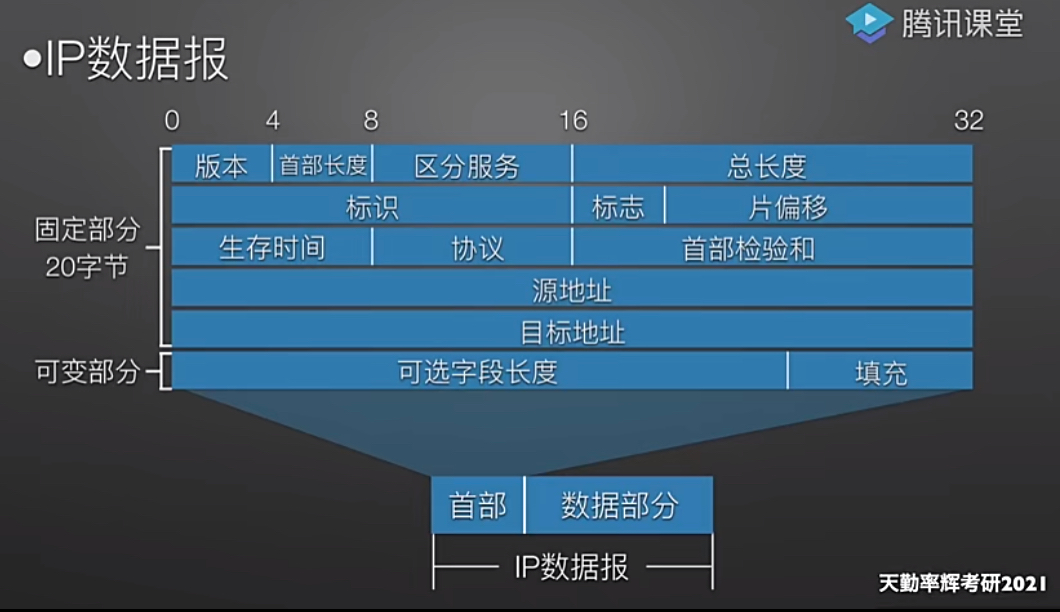 腾讯课堂
•IP数据报
0 4 8 16 32
版本 首部长度 区分服务 总长度
标识 标志 片偏移
固定部分
20字节
生存时间 协议 首部检验和
源地址
目标地址
可变部分 可选字段长度 填充
首部 数据部分
IP数据报
天勤率辉考研2021